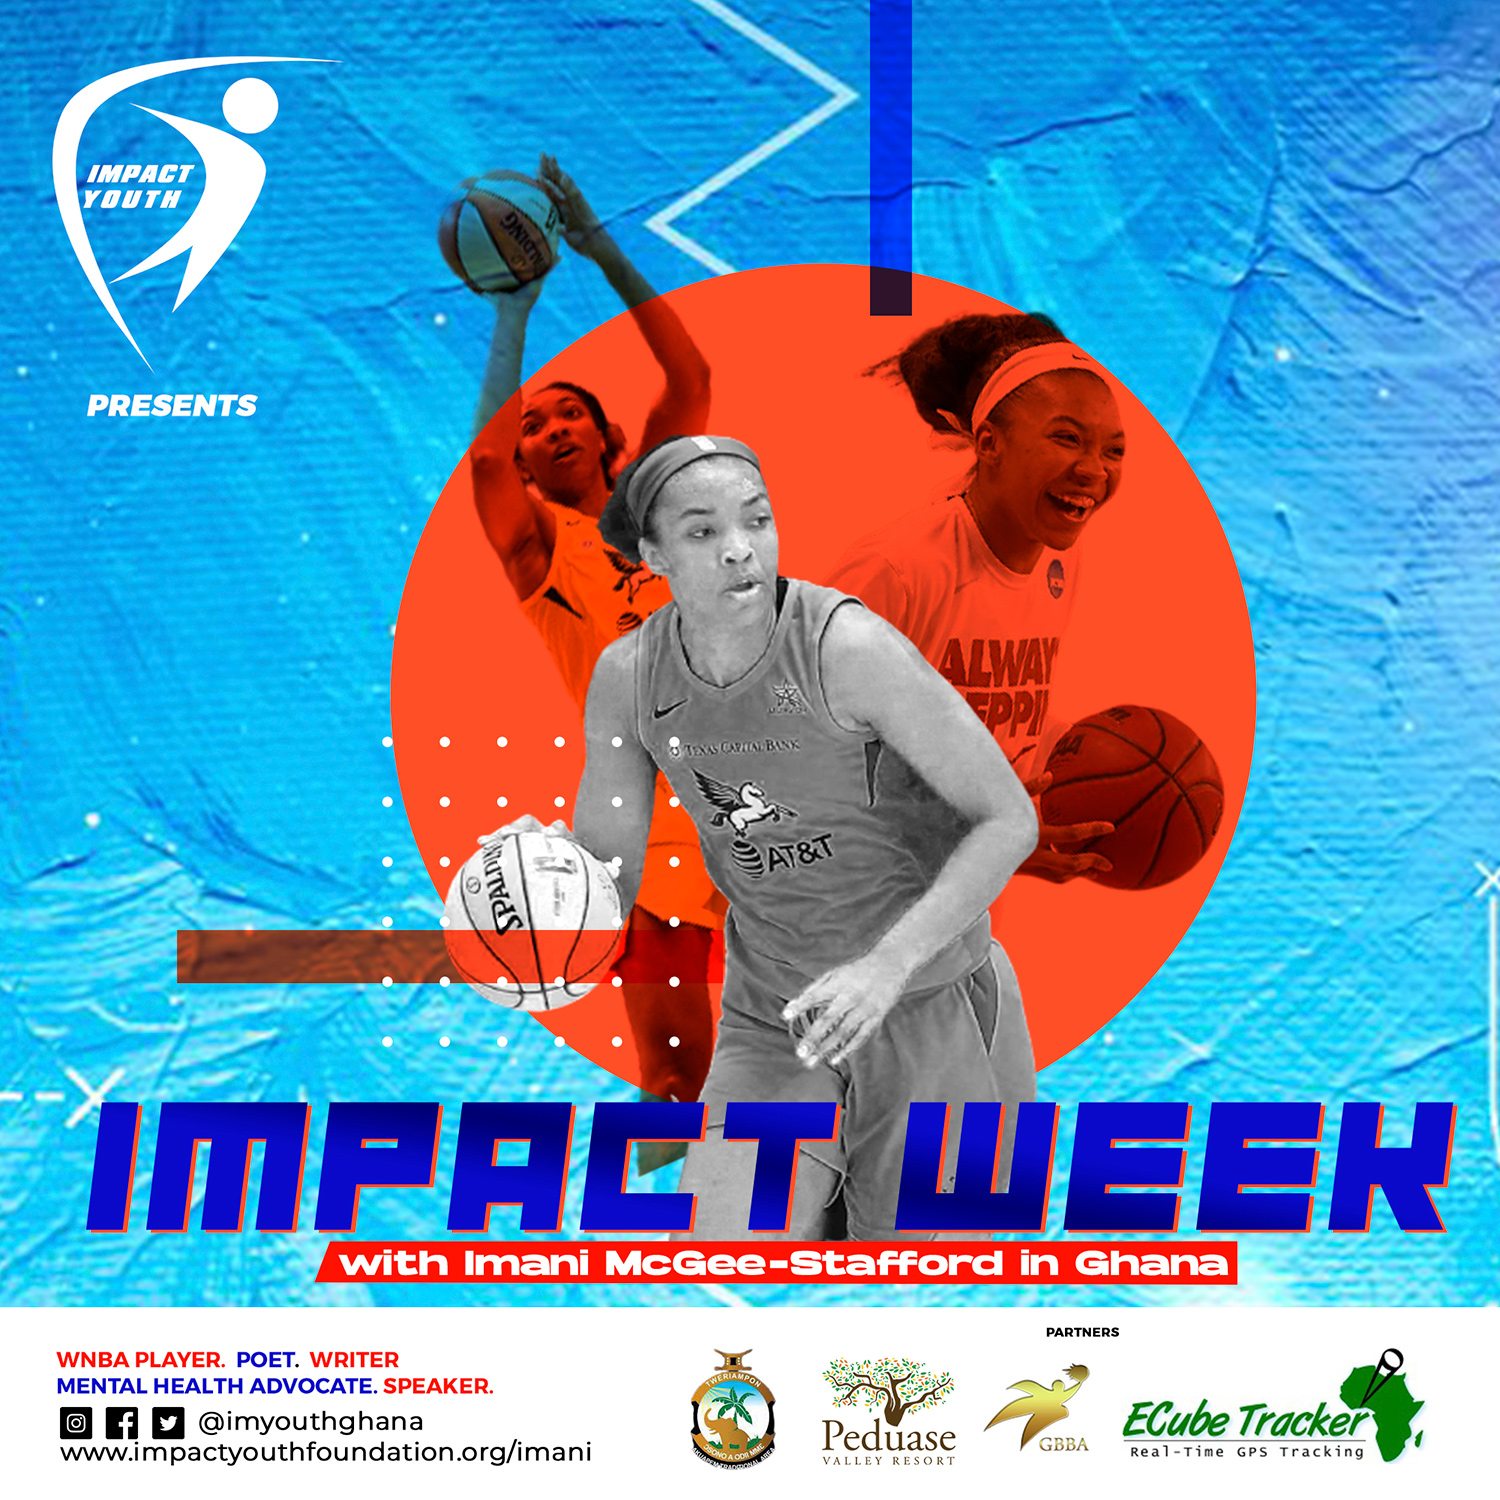 IMPACT
YOUTH
PRESENTS
SPALDING
ALWAY
EPPI
TEXAS CAPITAL BANK
AT&T
SPALDING
IMPACT WEEK
with Imani McGee-Stafford in Ghana
WNBA PLAYER. POET. WRITER
MENTAL HEALTH ADVOCATE. SPEAKER.
@imyouthghana
www.impactyouthfoundation.org/imani
PARTNERS
TWERIAMPON
Peduase
VALLEY RESORT
GBBA
ECube Tracker
Real-Time GPS Tracking